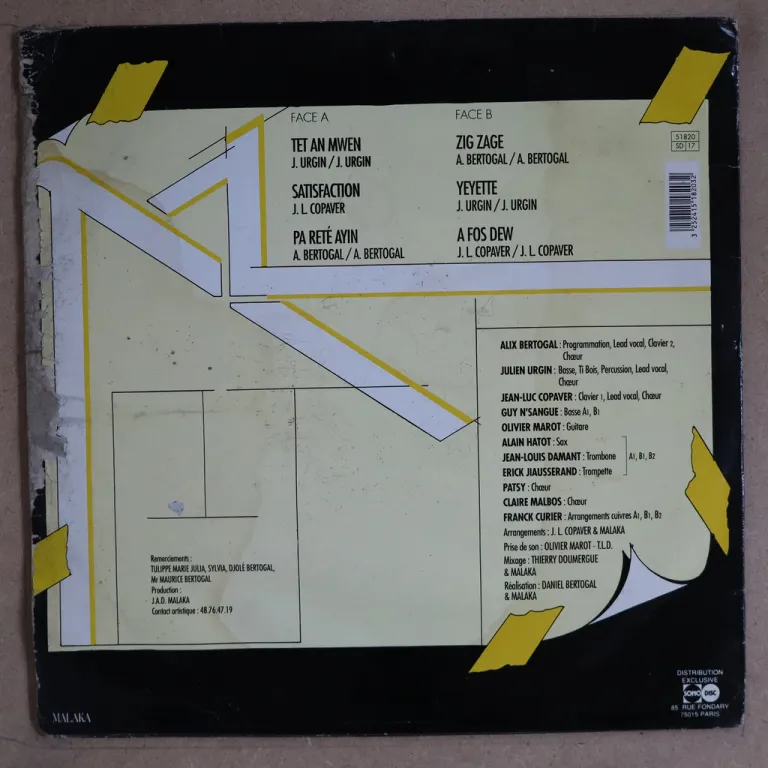 FACE A
TET AN MWEN
J. URGIN / J. URGIN
SATISFACTION
J. L. COPAVER
PA RETÉ AYIN
A. BERTOGAL / A. BERTOGAL
FACE B
ZIG ZAGE
A. BERTOGAL / A. BERTOGAL
YEYETTE
J. URGIN / J. URGIN
A FOS DEW
J. L. COPAVER / J. L. COPAVER
51820
SD 17
3 252415 182032
ALIX BERTOGAL : Programmation, Lead vocal, Clavier 2,
Chœur
JULIEN URGIN : Basse, Ti Bois, Percussion, Lead vocal,
Chœur
JEAN-LUC COPAVER : Clavier 1, Lead vocal, Chœur
GUY N'SANGUE : Basse A1, B1
OLIVIER MAROT : Guitare
ALAIN HATOT : Sax
JEAN-LOUIS DAMANT : Trombone
A1, B1, B2
ERICK JIAUSSERAND : Trompette
PATSY : Chœur
CLAIRE MALBOS : Chœur
FRANCK CURIER : Arrangements cuivres A1, B1, B2
Arrangements : J. L. COPAVER & MALAKA
Prise de son : OLIVIER MAROT - T.L.D.
Mixage : THIERRY DOUMERGUE
& MALAKA
Réalisation : DANIEL BERTOGAL
& MALAKA
Remerciements :
TULIPPE MARIE JULIA, SYLVIA, DJOLÉ BERTOGAL,
Mr MAURICE BERTOGAL
Production :
J.A.D. MALAKA
Contact artistique : 48.76.47.19
MALAKA
DISTRIBUTION
EXCLUSIVE
SONO DISC
85 RUE FONDARY
75015 PARIS